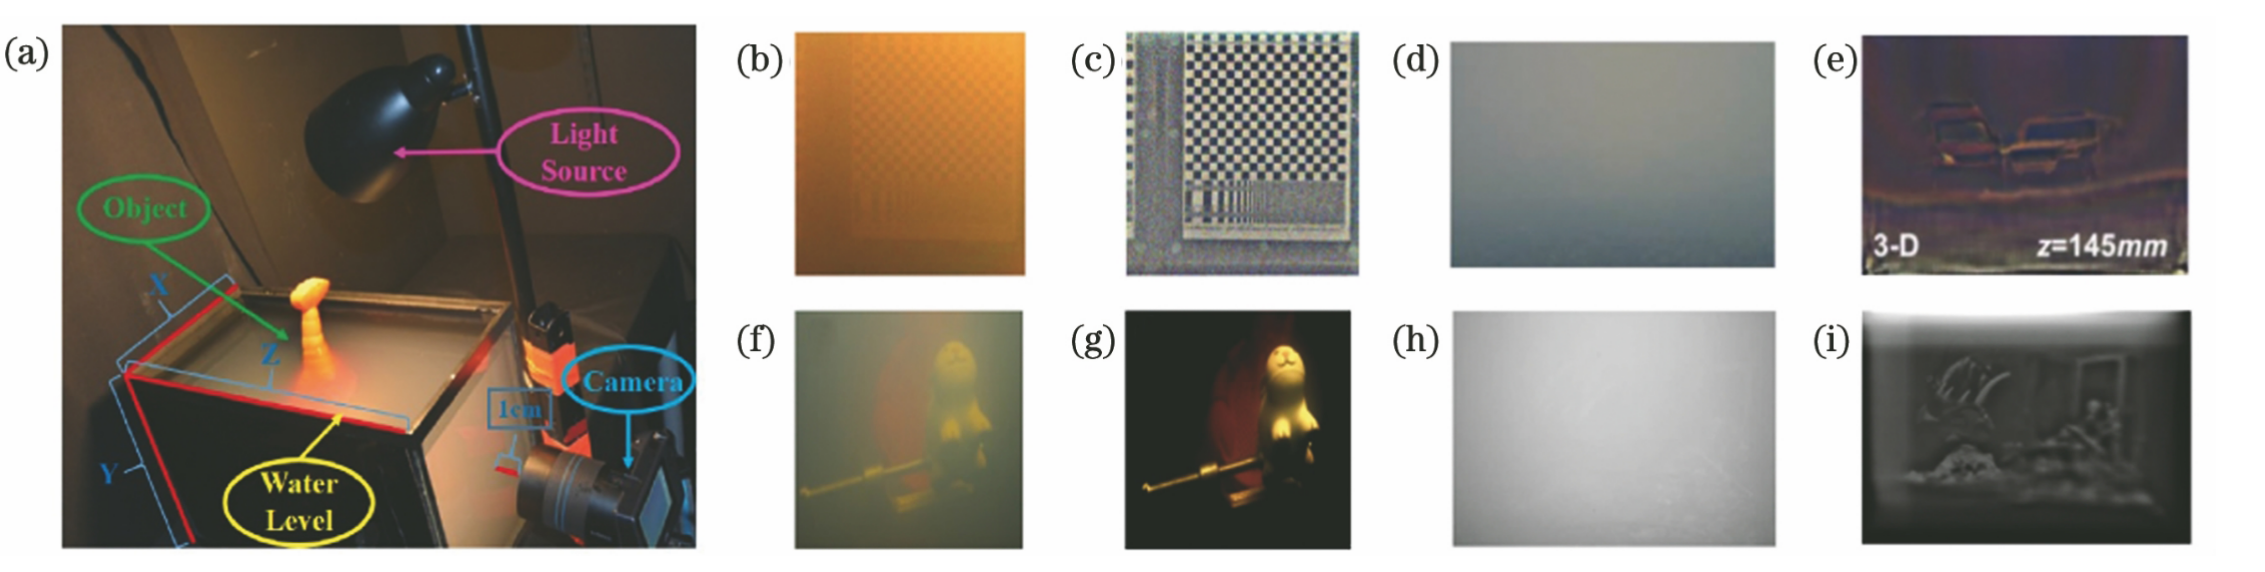 (a)
Light
Source
Object
X
Z
Camera
1cm
Y
Water
Level
(b)
(c)
(d)
(e)
3-D z=145mm
(f)
(g)
(h)
(i)